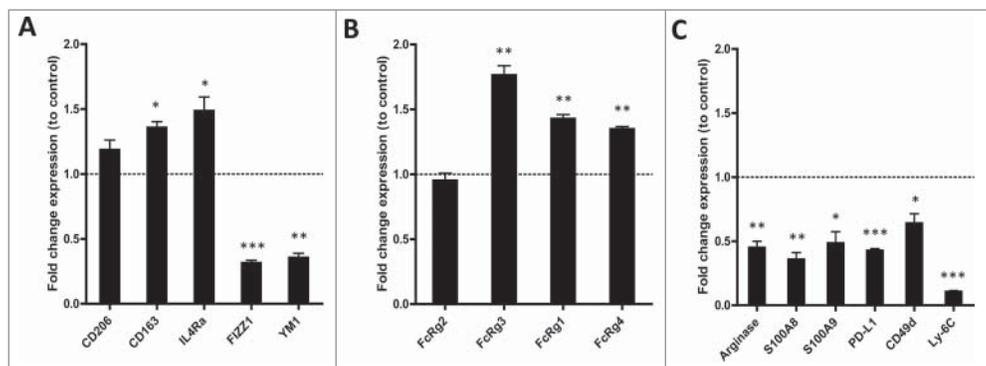 A
Fold change expression (to control)
2.0
1.5
1.0
0.5
0.0
*
*
***
**
CD206
CD163
IL4Ra
FIZZ1
YM1
B
Fold change expression (to control)
2.0
1.5
1.0
0.5
0.0
**
**
**
FcRg2
FcRg3
FcRg1
FcRg4
C
Fold change expression (to control)
2.0
1.5
1.0
0.5
0.0
**
**
*
***
*
***
Arginase
S100A8
S100A9
PD-L1
CD49d
Ly-6C